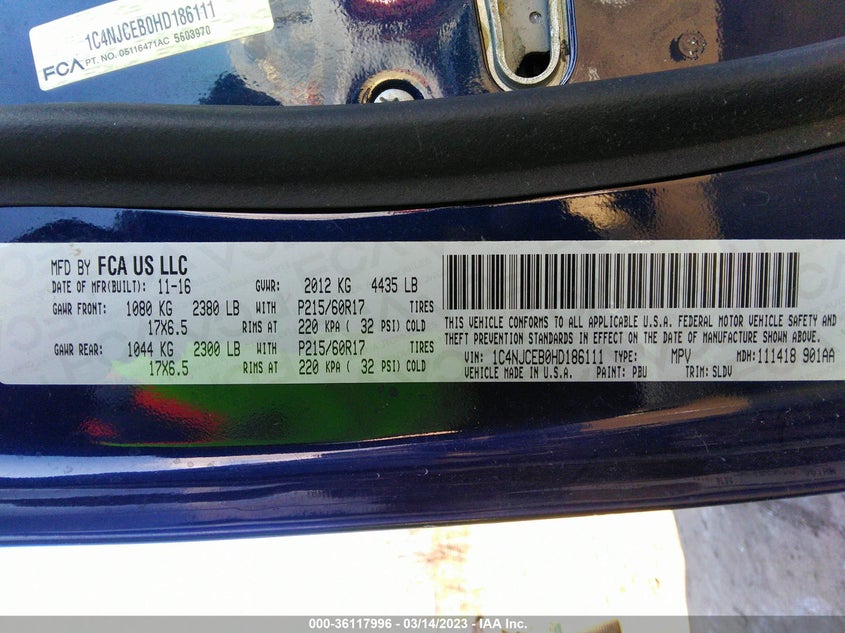 1C4NJCEB0HD186111
FCA PT. NO. 05116471AC 5603970
MFD BY FCA US LLC
DATE OF MFR(BUILT): 11-16 GVWR: 2012 KG 4435 LB
GAWR FRONT: 1080 KG 2380 LB WITH P215/60R17 TIRES
17X6.5 RIMS AT 220 KPA ( 32 PSI) COLD
GAWR REAR: 1044 KG 2300 LB WITH P215/60R17 TIRES
17X6.5 RIMS AT 220 KPA ( 32 PSI) COLD
THIS VEHICLE CONFORMS TO ALL APPLICABLE U.S.A. FEDERAL MOTOR VEHICLE SAFETY AND
THEFT PREVENTION STANDARDS IN EFFECT ON THE DATE OF MANUFACTURE SHOWN ABOVE.
VIN: 1C4NJCEB0HD186111 TYPE: MPV MDH: 111418 901AA
VEHICLE MADE IN U.S.A. PAINT: PBU TRIM: SLDV
000-36117996 - 03/14/2023 - IAA Inc.